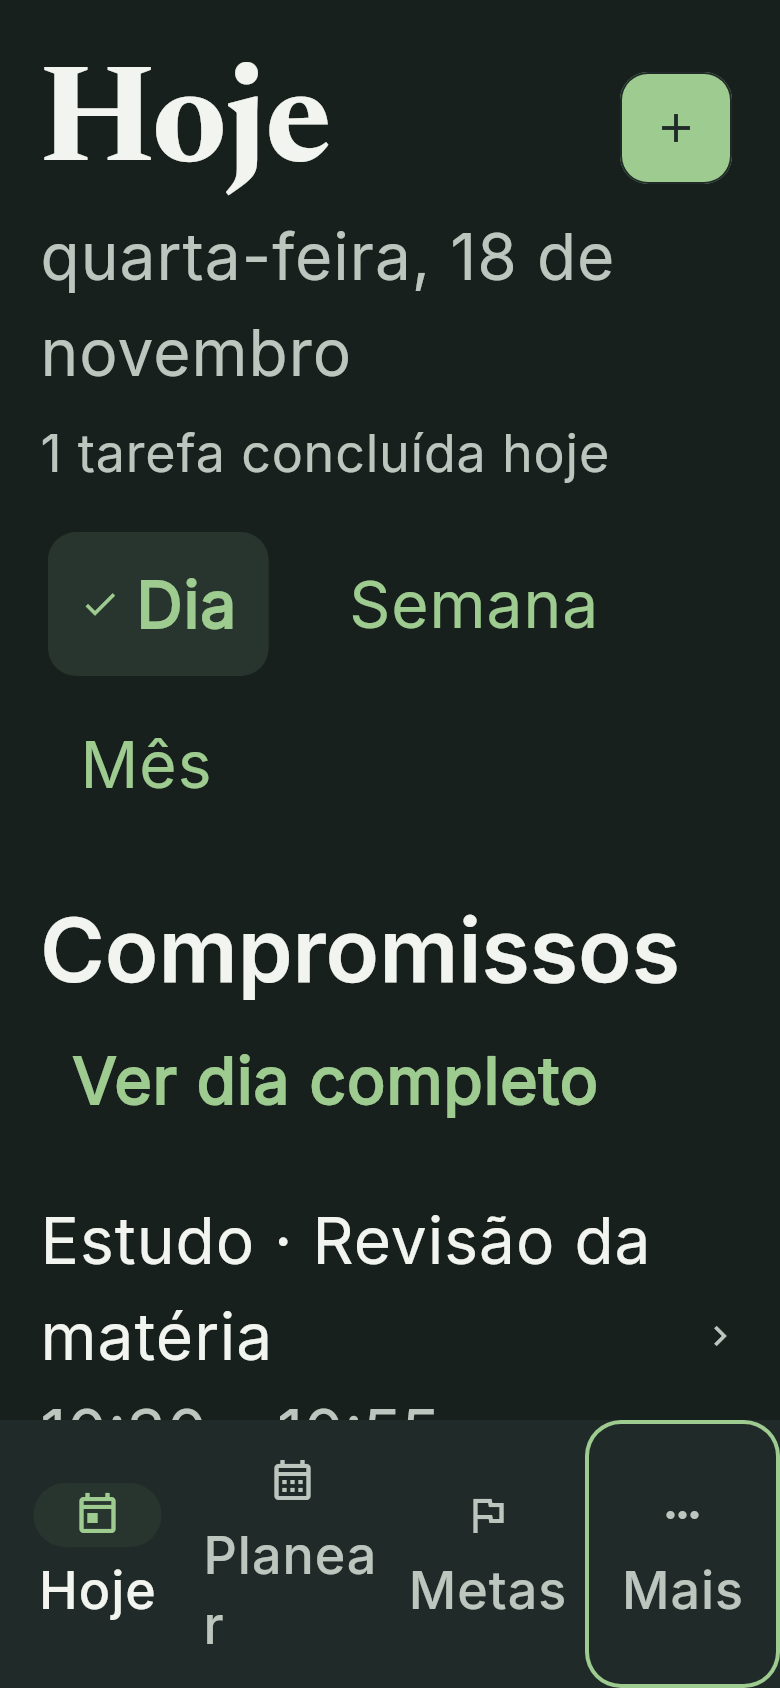 Hoje
quarta-feira, 18 de
novembro
1 tarefa concluída hoje
Dia
Semana
Mês
Compromissos
Ver dia completo
Estudo · Revisão da
matéria
Hoje
Planea
r
Metas
Mais